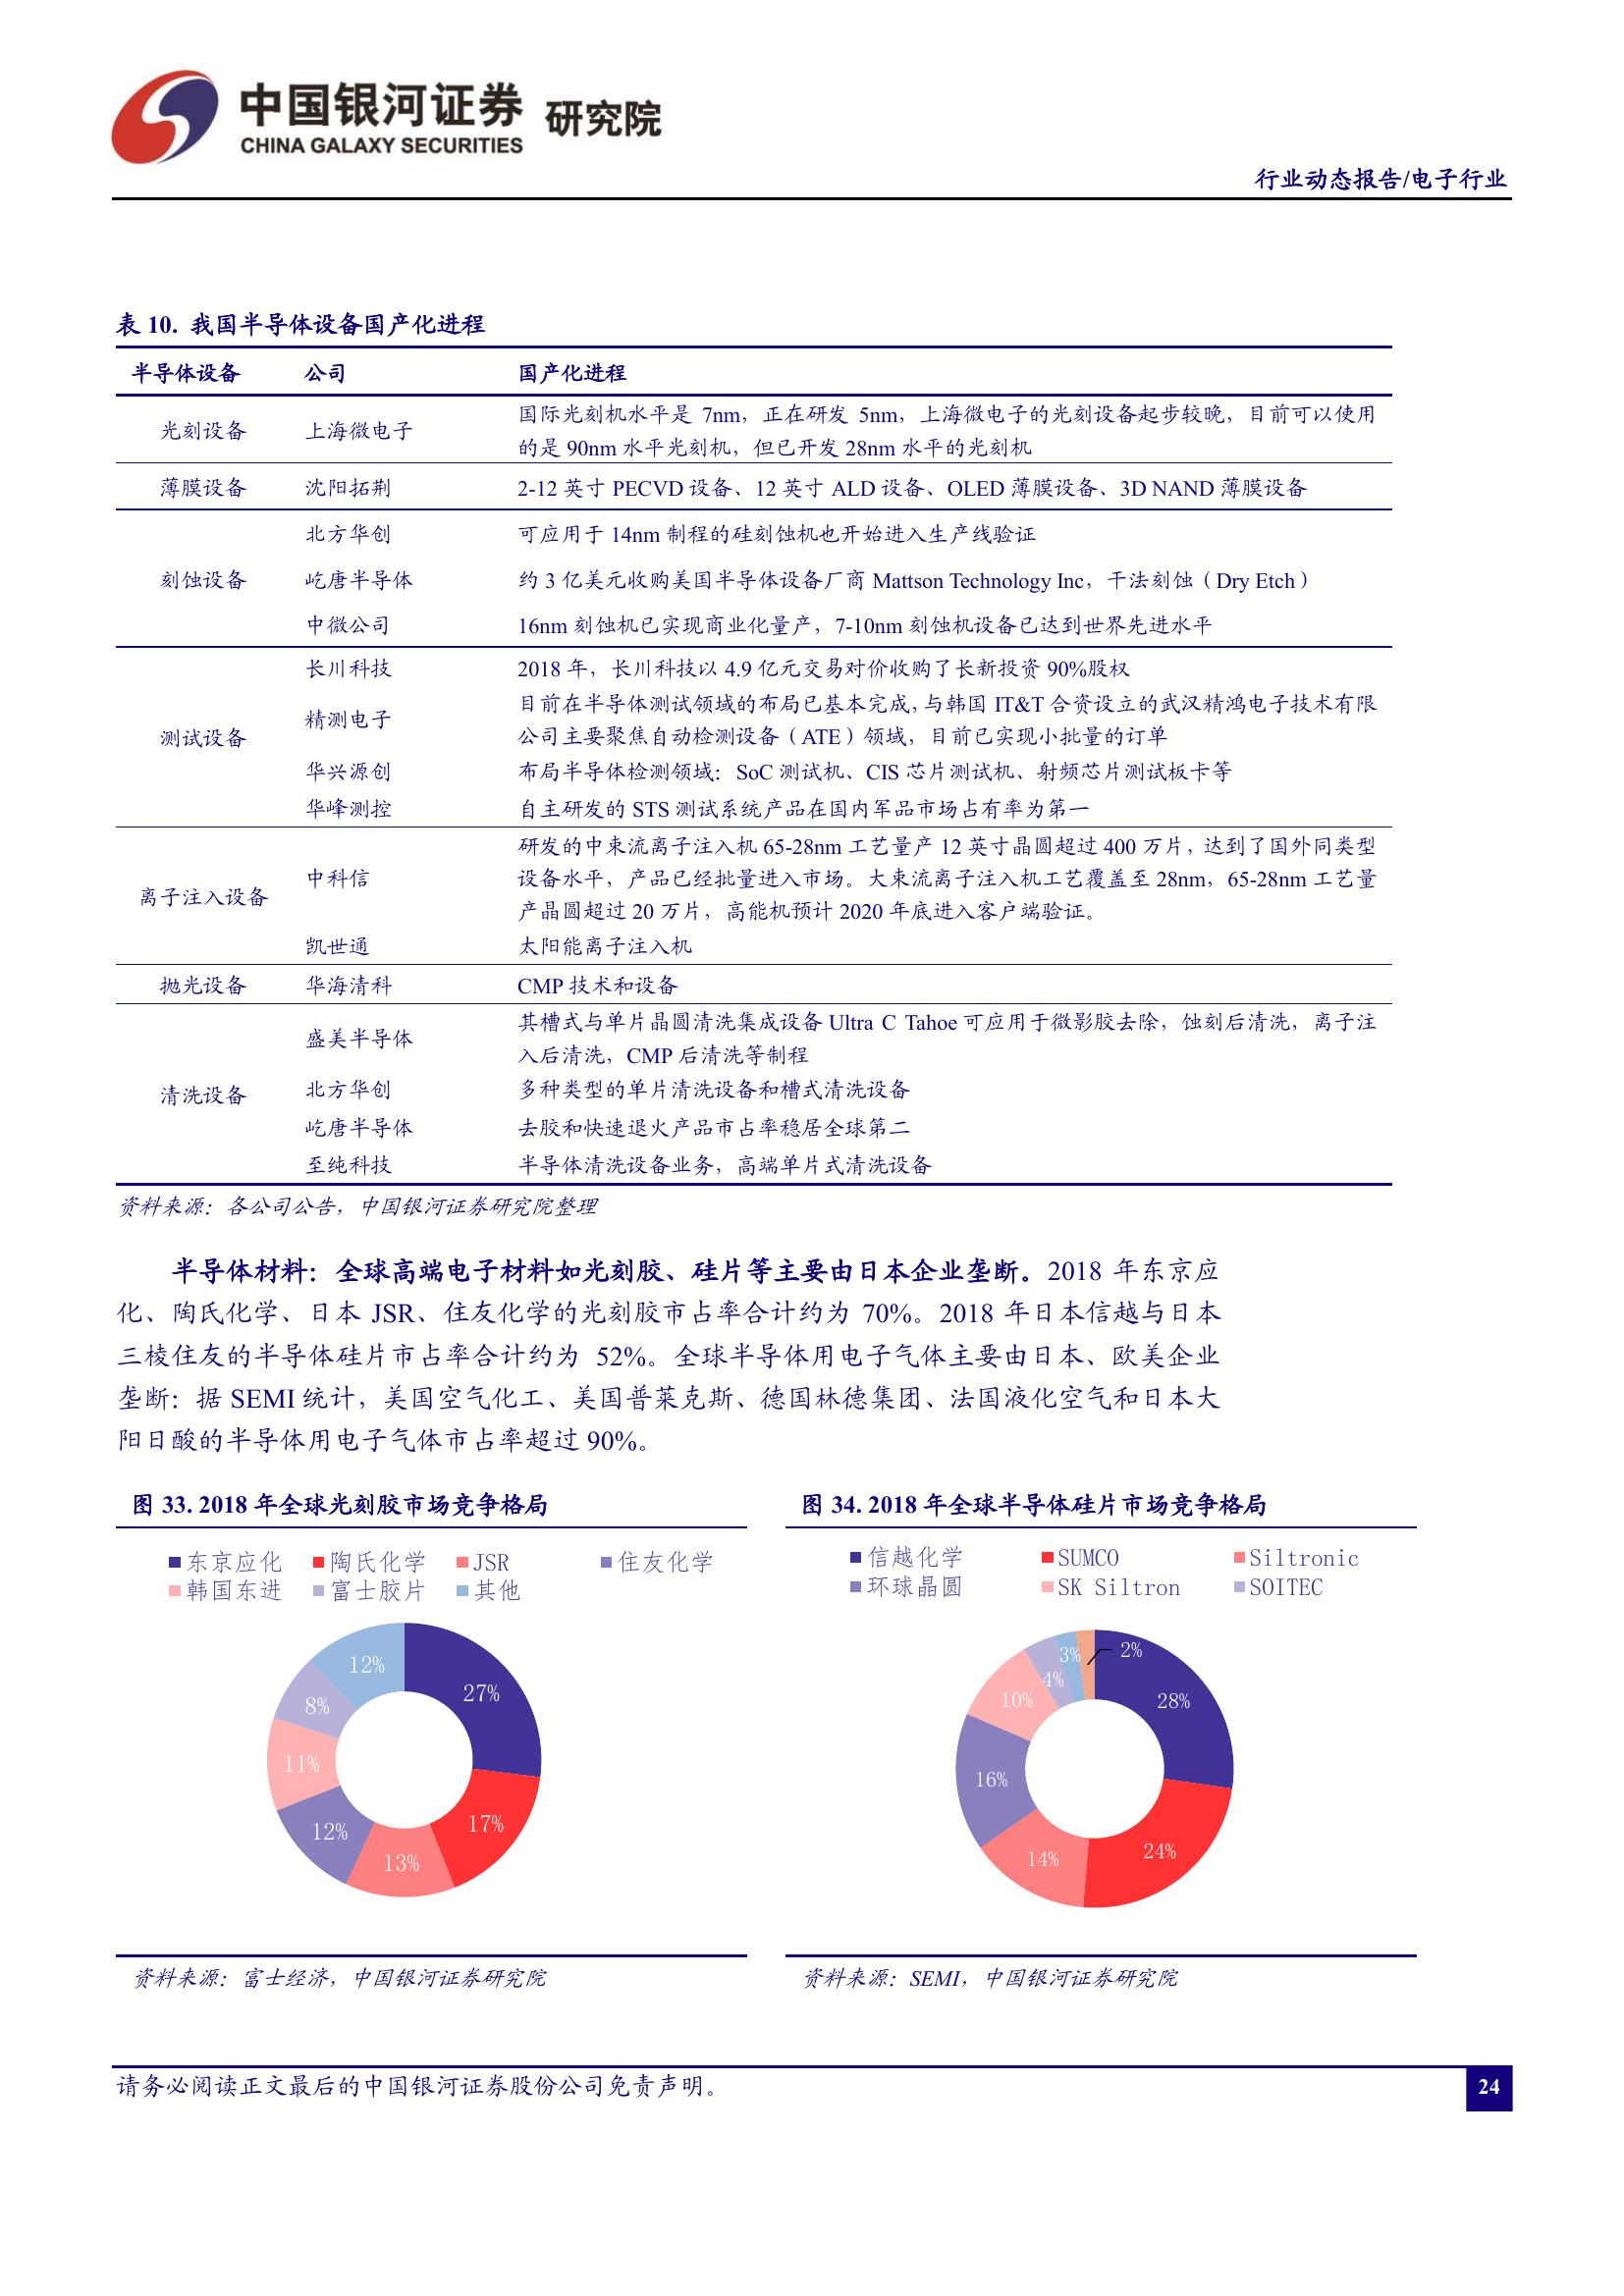 中国银河证券 研究院
CHINA GALAXY SECURITIES
行业动态报告/电子行业
表 10. 我国半导体设备国产化进程
半导体设备 公司 国产化进程
光刻设备 上海微电子 国际光刻机水平是 7nm，正在研发 5nm，上海微电子的光刻设备起步较晚，目前可以使用
的是 90nm 水平光刻机，但已开发 28nm 水平的光刻机
薄膜设备 沈阳拓荆 2-12 英寸 PECVD 设备、12 英寸 ALD 设备、OLED 薄膜设备、3D NAND 薄膜设备
北方华创 可应用于 14nm 制程的硅刻蚀机也开始进入生产线验证
刻蚀设备 屹唐半导体 约 3 亿美元收购美国半导体设备厂商 Mattson Technology Inc，干法刻蚀（Dry Etch）
中微公司 16nm 刻蚀机已实现商业化量产，7-10nm 刻蚀机设备已达到世界先进水平
长川科技 2018 年，长川科技以 4.9 亿元交易对价收购了长新投资 90%股权
测试设备 精测电子 目前在半导体测试领域的布局已基本完成，与韩国 IT&T 合资设立的武汉精鸿电子技术有限
公司主要聚焦自动检测设备（ATE）领域，目前已实现小批量的订单
华兴源创 布局半导体检测领域：SoC 测试机、CIS 芯片测试机、射频芯片测试板卡等
华峰测控 自主研发的 STS 测试系统产品在国内军品市场占有率为第一
离子注入设备 中科信 研发的中束流离子注入机 65-28nm 工艺量产 12 英寸晶圆超过 400 万片，达到了国外同类型
设备水平，产品已经批量进入市场。大束流离子注入机工艺覆盖至 28nm，65-28nm 工艺量
产晶圆超过 20 万片，高能机预计 2020 年底进入客户端验证。
凯世通 太阳能离子注入机
抛光设备 华海清科 CMP 技术和设备
清洗设备 盛美半导体 其槽式与单片晶圆清洗集成设备 Ultra C Tahoe 可应用于微影胶去除，蚀刻后清洗，离子注
入后清洗，CMP 后清洗等制程
北方华创 多种类型的单片清洗设备和槽式清洗设备
屹唐半导体 去胶和快速退火产品市占率稳居全球第二
至纯科技 半导体清洗设备业务，高端单片式清洗设备
资料来源：各公司公告，中国银河证券研究院整理
半导体材料：全球高端电子材料如光刻胶、硅片等主要由日本企业垄断。2018 年东京应
化、陶氏化学、日本 JSR、住友化学的光刻胶市占率合计约为 70%。2018 年日本信越与日本
三棱住友的半导体硅片市占率合计约为 52%。全球半导体用电子气体主要由日本、欧美企业
垄断：据 SEMI 统计，美国空气化工、美国普莱克斯、德国林德集团、法国液化空气和日本大
阳日酸的半导体用电子气体市占率超过 90%。
图 33. 2018 年全球光刻胶市场竞争格局
东京应化 陶氏化学 JSR 住友化学
韩国东进 富士胶片 其他
12%
27%
8%
11%
17%
12%
13%
资料来源：富士经济，中国银河证券研究院
图 34. 2018 年全球半导体硅片市场竞争格局
信越化学 SUMCO Siltronic
环球晶圆 SK Siltron SOITEC
3% 2%
4%
10% 28%
16%
14% 24%
资料来源：SEMI，中国银河证券研究院
请务必阅读正文最后的中国银河证券股份公司免责声明。
24